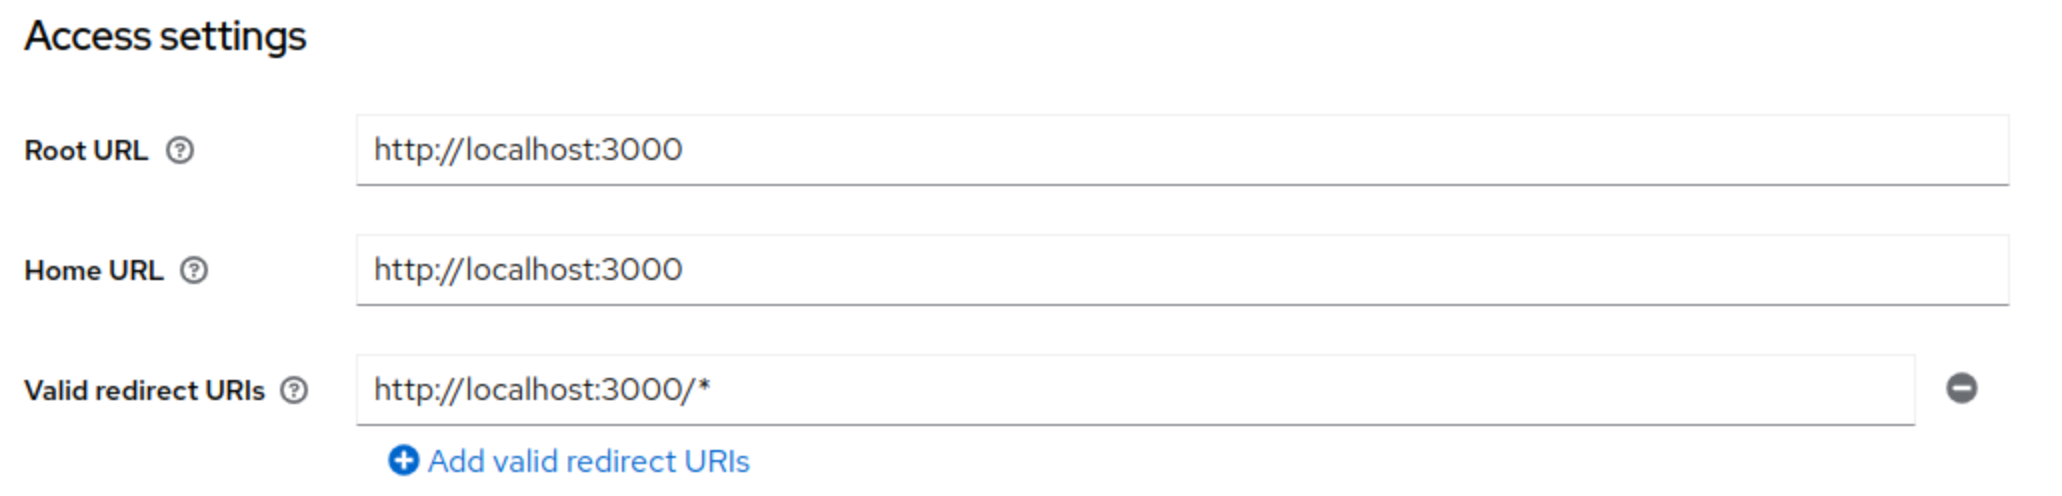 Access settings
Root URL
http://localhost:3000
Home URL
http://localhost:3000
Valid redirect URIs
http://localhost:3000/*
Add valid redirect URIs